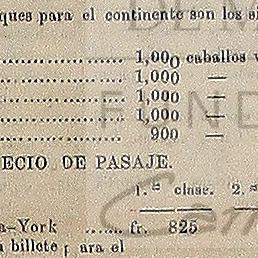 ques para el continente son los si
1,000 caballos v
1,000 —
1,000 —
1,000 —
900 —
ECIO DE PASAJE.
1.ª clase. 2.ª
a-York ...... fr. 825
á billete para el